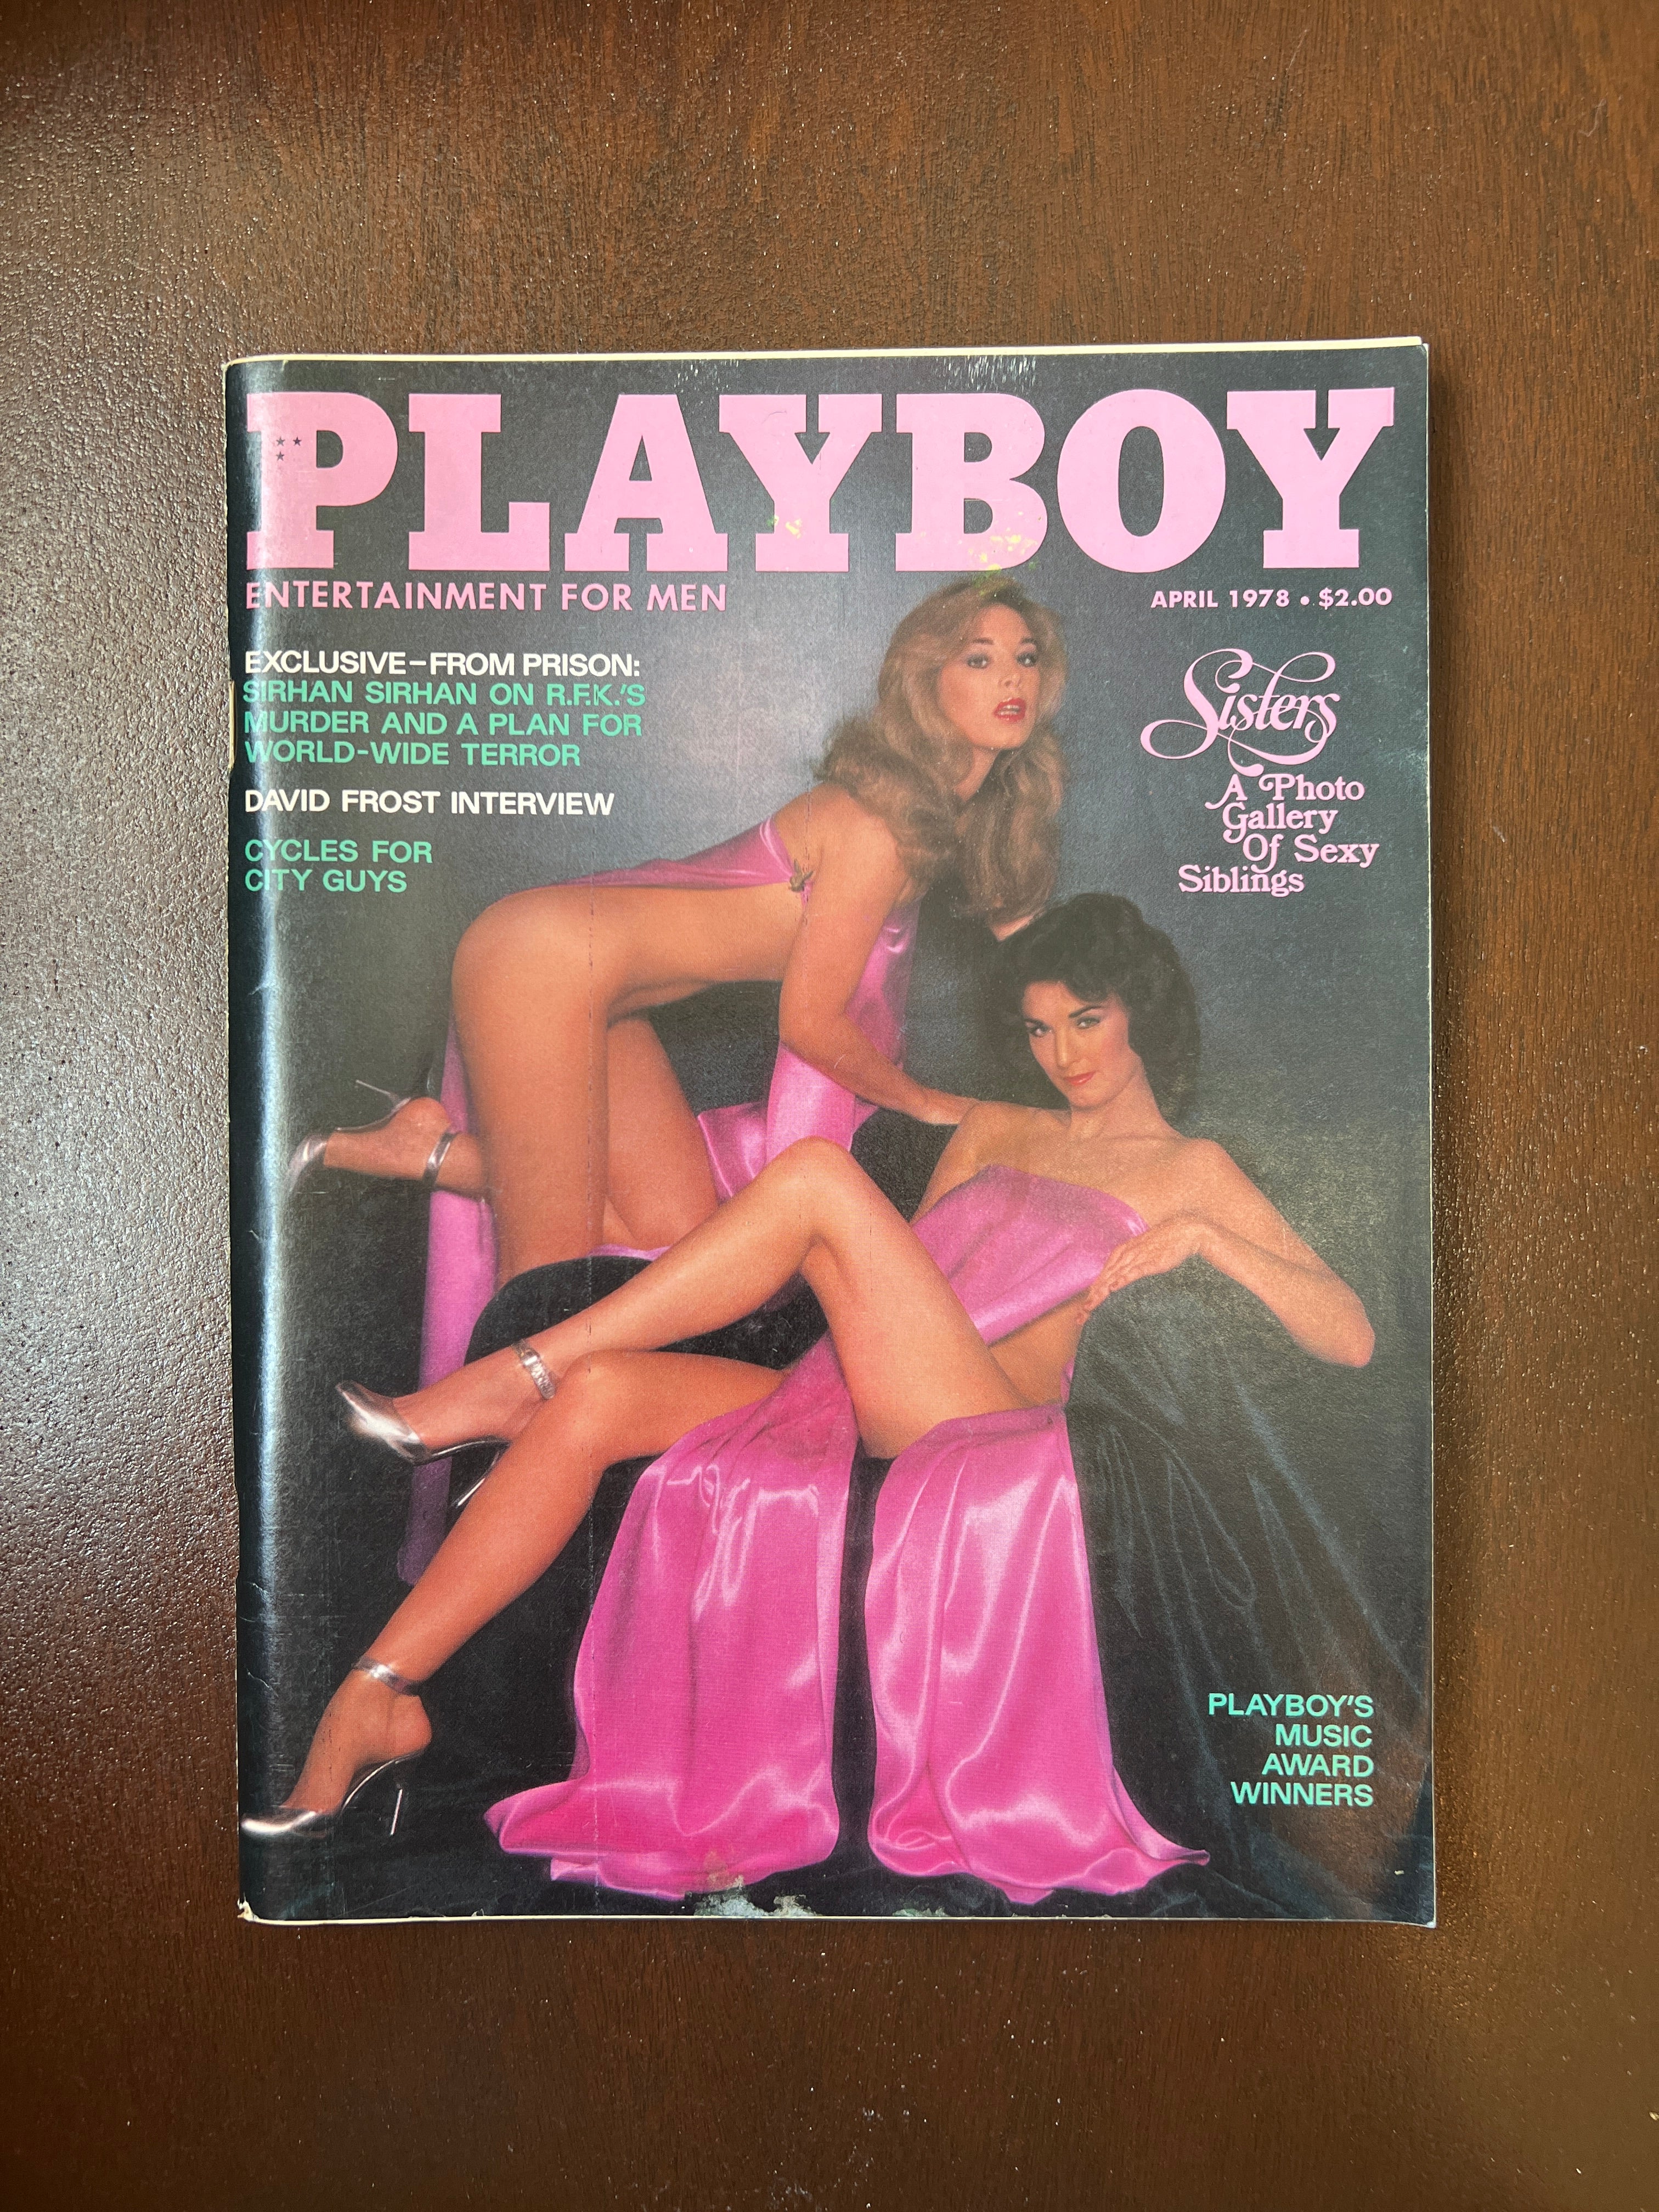 PLAYBOY
ENTERTAINMENT FOR MEN
APRIL 1978 • $2.00
EXCLUSIVE–FROM PRISON:
SIRHAN SIRHAN ON R.F.K.'S
MURDER AND A PLAN FOR
WORLD-WIDE TERROR
DAVID FROST INTERVIEW
CYCLES FOR
CITY GUYS
Sisters
A Photo
Gallery
Of Sexy
Siblings
PLAYBOY'S
MUSIC
AWARD
WINNERS